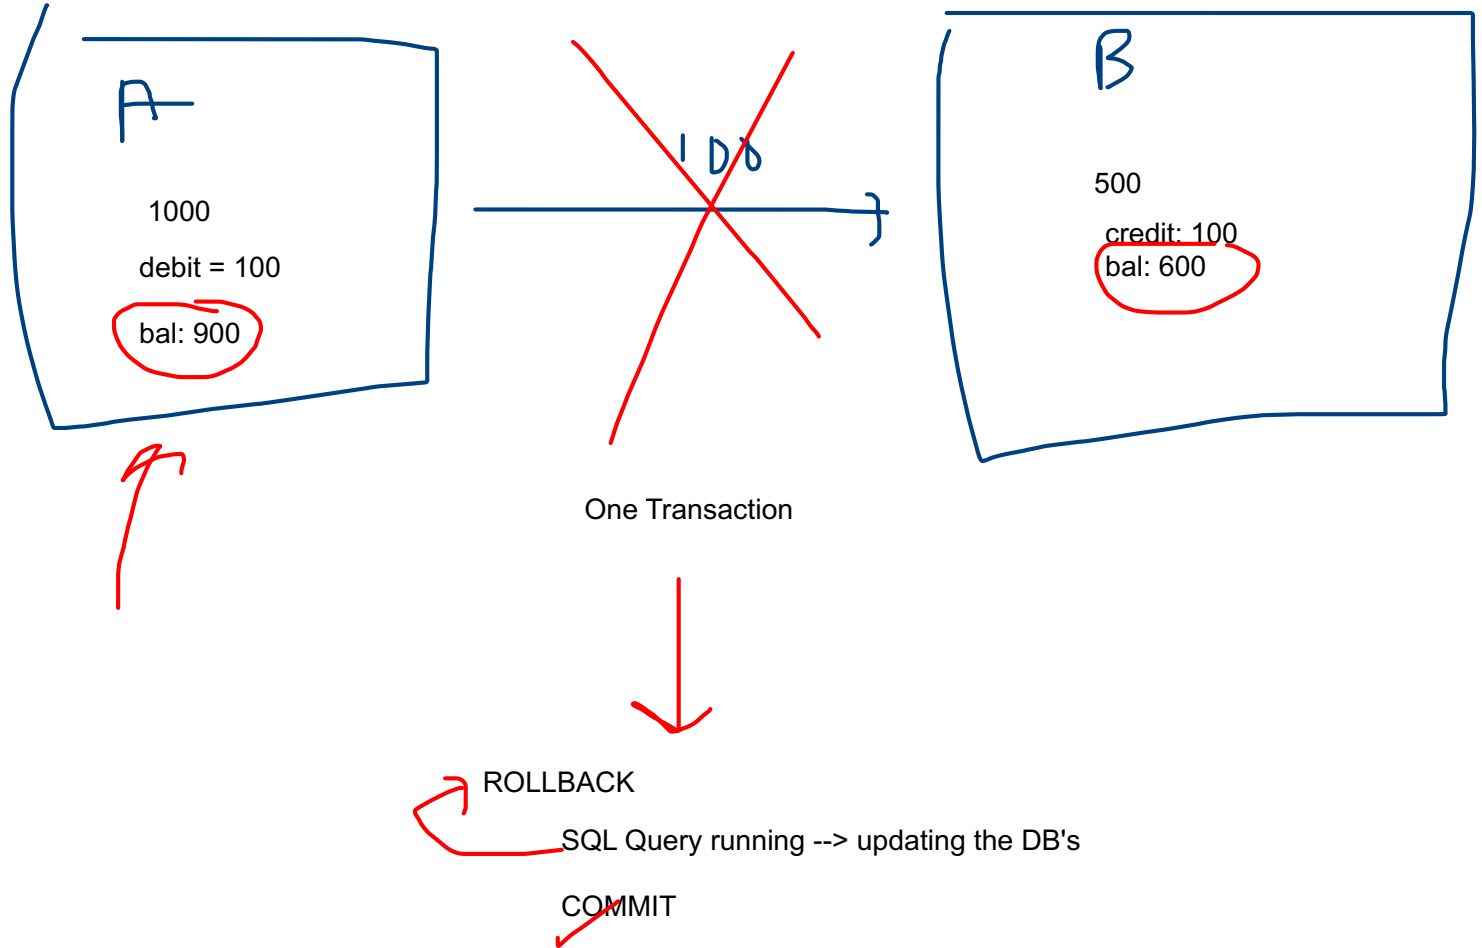 A
1000
debit = 100
bal: 900
100
B
500
credit: 100
bal: 600
One Transaction
ROLLBACK
SQL Query running --> updating the DB's
COMMIT